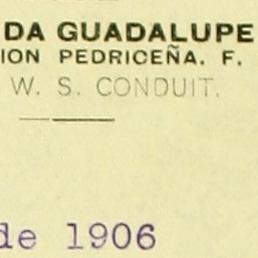 DA GUADALUPE
ION PEDRICEÑA. F.
W. S. CONDUIT.
de 1906